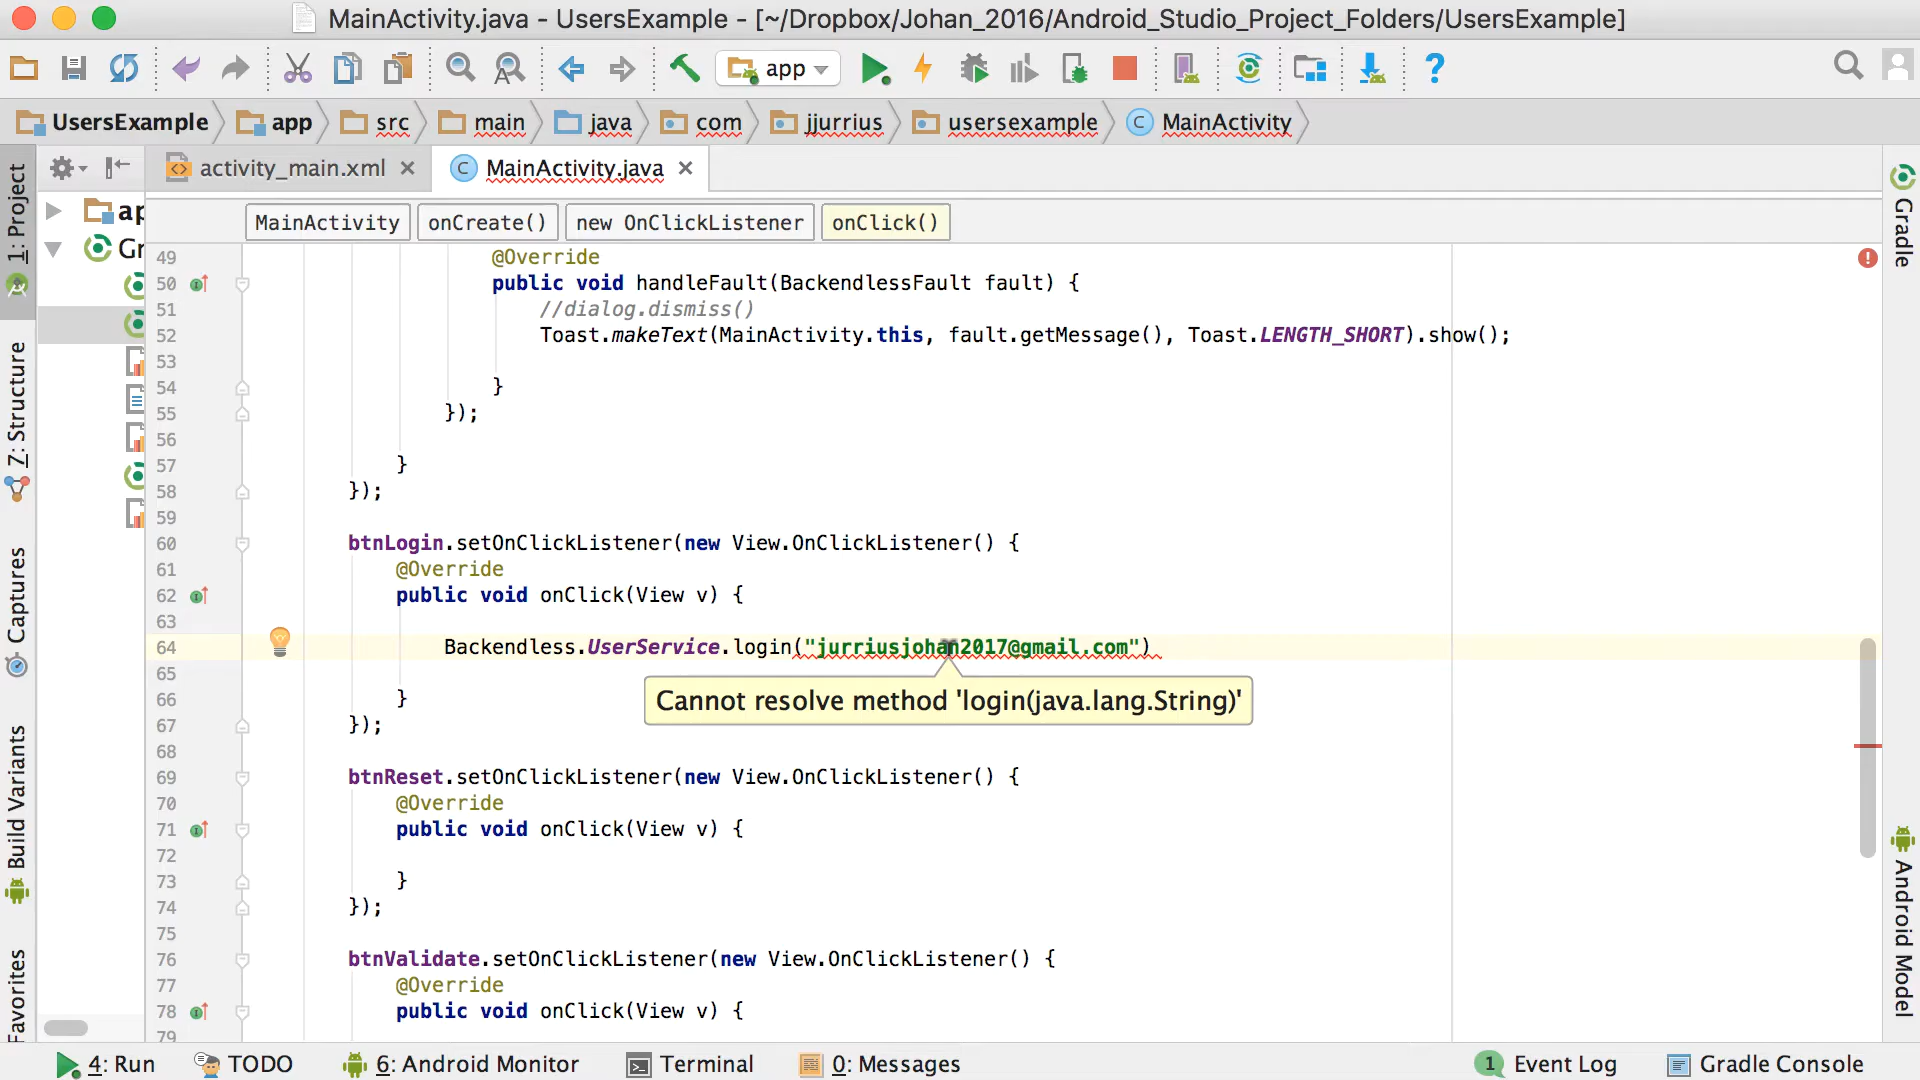 MainActivity.java - UsersExample - [~/Dropbox/Johan_2016/Android_Studio_Project_Folders/UsersExample]
app
UsersExample app src main java com jjurrius usersexample MainActivity
activity_main.xml MainActivity.java
MainActivity onCreate() new OnClickListener onClick()
49 @Override
50 public void handleFault(BackendlessFault fault) {
51 //dialog.dismiss()
52 Toast.makeText(MainActivity.this, fault.getMessage(), Toast.LENGTH_SHORT).show();
53
54 }
55 });
56
57 }
58 });
59
60 btnLogin.setOnClickListener(new View.OnClickListener() {
61 @Override
62 public void onClick(View v) {
63
64 Backendless.UserService.login("jurriusjohan2017@gmail.com")
65
Cannot resolve method 'login(java.lang.String)'
66 }
67 });
68
69 btnReset.setOnClickListener(new View.OnClickListener() {
70 @Override
71 public void onClick(View v) {
72
73 }
74 });
75
76 btnValidate.setOnClickListener(new View.OnClickListener() {
77 @Override
78 public void onClick(View v) {
79
1: Project
Z: Structure
Captures
Build Variants
Favorites
Gradle
Android Model
4: Run TODO 6: Android Monitor Terminal 0: Messages 1 Event Log Gradle Console